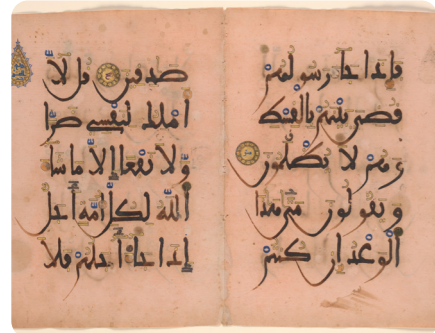 فإذا جاء رسولهم
قضي بينهم بالقسط
وهم لا يظلمون
ويقولون متى هذا
الوعد إن كنتم
صدقين قل لا
أملك لنفسي ضرا
ولا نفعا إلا ما شاء
الله لكل أمة أجل
إذا جاء أجلهم فلا